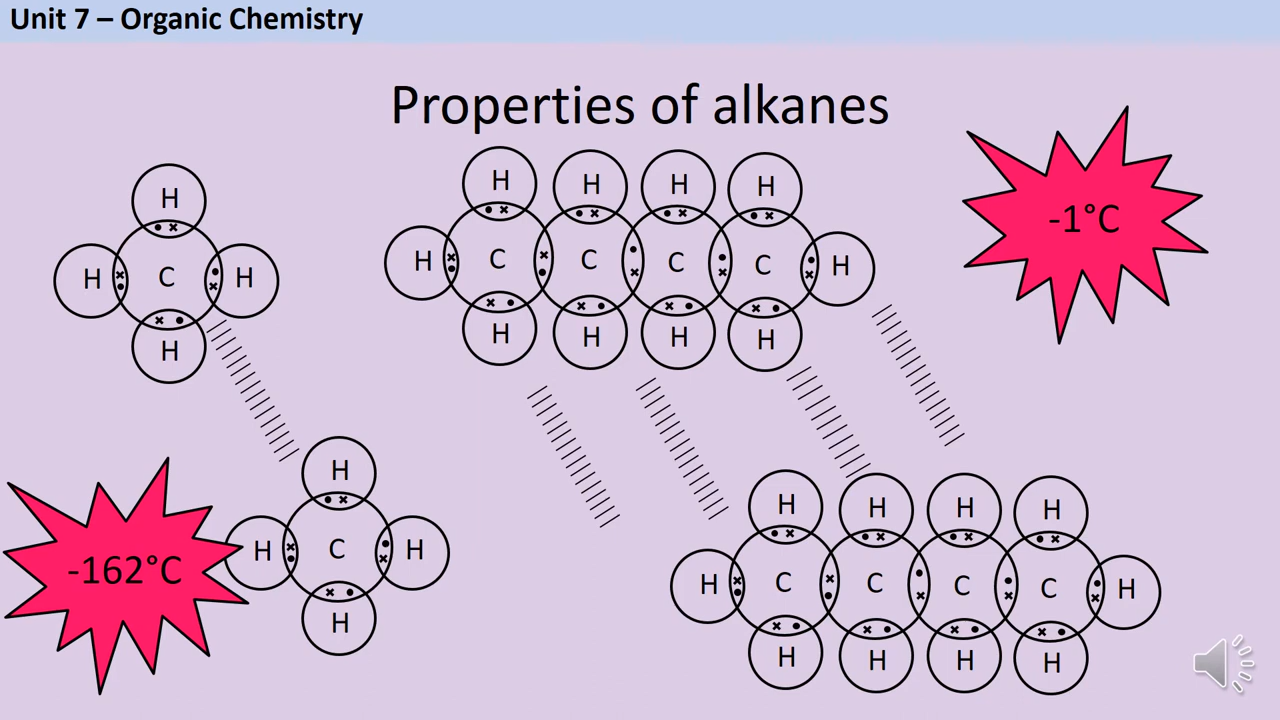 Unit 7 – Organic Chemistry
Properties of alkanes
H
H C H
H
H H H H
H C C C C H
H H H H
-1°C
-162°C
H
H C H
H
H H H H
H C C C C H
H H H H